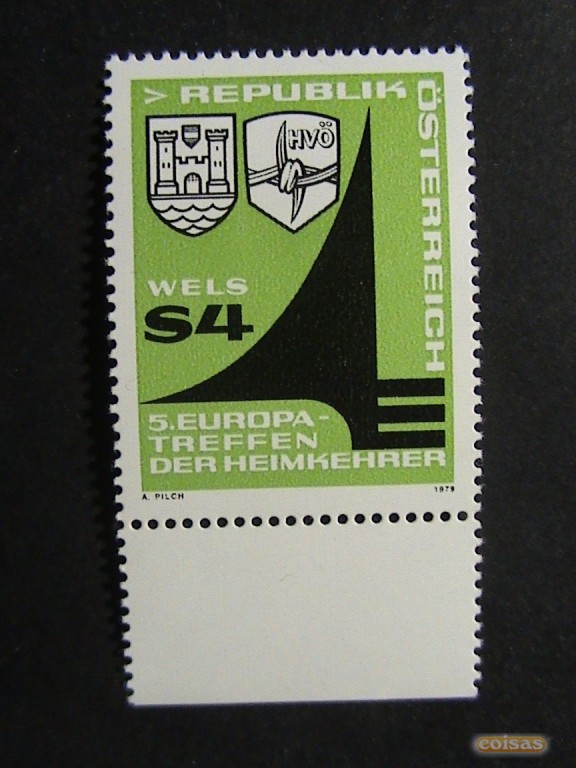 > REPUBLIK
ÖSTERREICH
HVÖ
WELS
S4
5.EUROPA-
TREFFEN
DER HEIMKEHRER
A. PILCH
1979
coisas